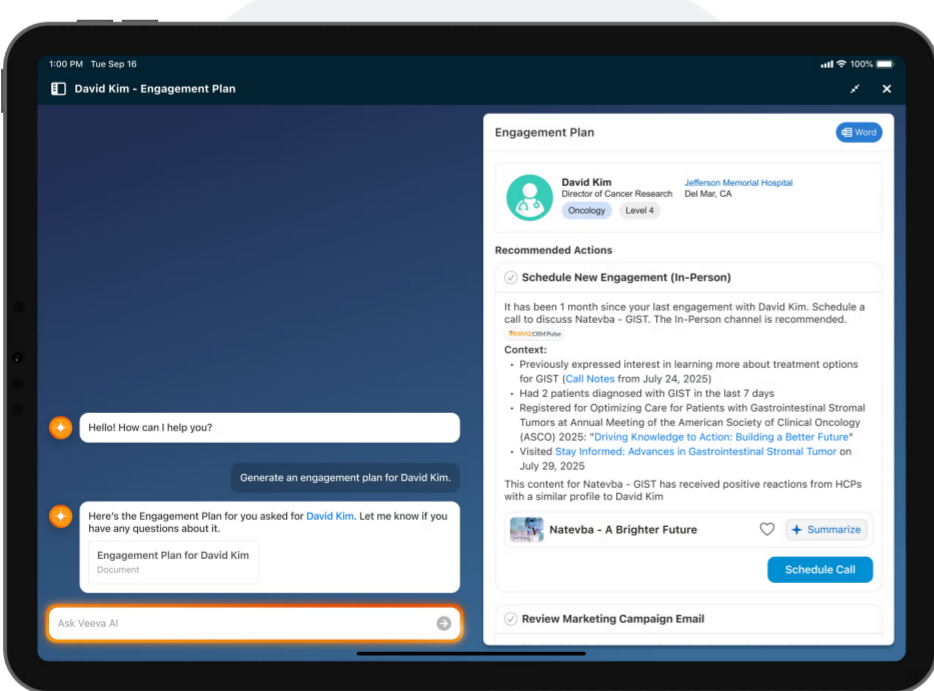 1:00 PM Tue Sep 16
100%
David Kim - Engagement Plan
Hello! How can I help you?
Generate an engagement plan for David Kim.
Here's the Engagement Plan for you asked for David Kim. Let me know if you
have any questions about it.
Engagement Plan for David Kim
Document
Ask Veeva AI
Engagement Plan
Word
David Kim
Director of Cancer Research
Oncology
Level 4
Jefferson Memorial Hospital
Del Mar, CA
Recommended Actions
Schedule New Engagement (In-Person)
It has been 1 month since your last engagement with David Kim. Schedule a
call to discuss Natevba - GIST. The In-Person channel is recommended.
Veeva CRM Pulse
Context:
• Previously expressed interest in learning more about treatment options
for GIST (Call Notes from July 24, 2025)
• Had 2 patients diagnosed with GIST in the last 7 days
• Registered for Optimizing Care for Patients with Gastrointestinal Stromal
Tumors at Annual Meeting of the American Society of Clinical Oncology
(ASCO) 2025: "Driving Knowledge to Action: Building a Better Future"
• Visited Stay Informed: Advances in Gastrointestinal Stromal Tumor on
July 29, 2025
This content for Natevba - GIST has received positive reactions from HCPs
with a similar profile to David Kim
Natevba - A Brighter Future
Summarize
Schedule Call
Review Marketing Campaign Email